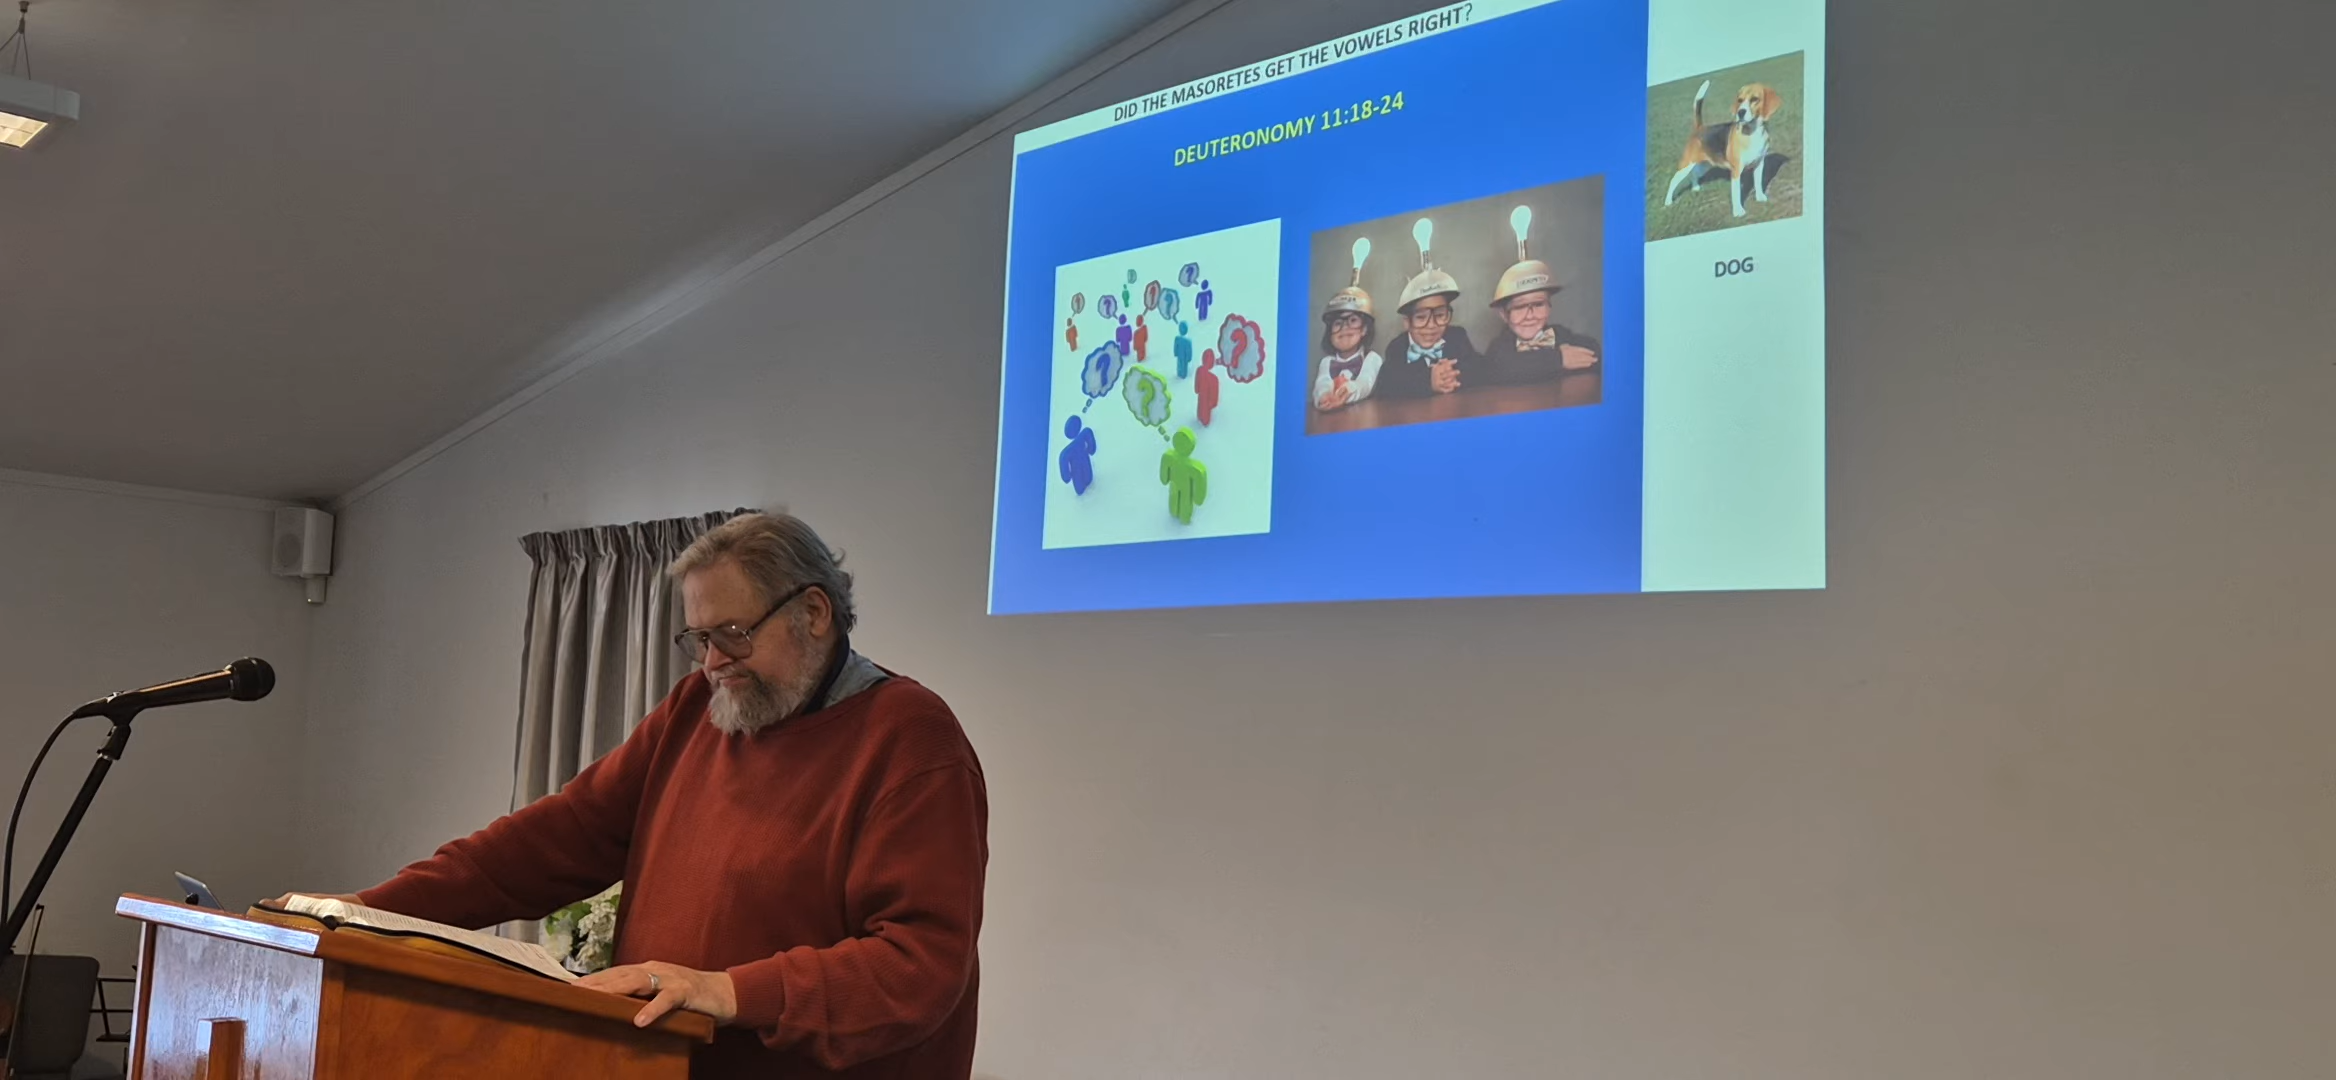 DID THE MASORETES GET THE VOWELS RIGHT?
DEUTERONOMY 11:18-24
DOG